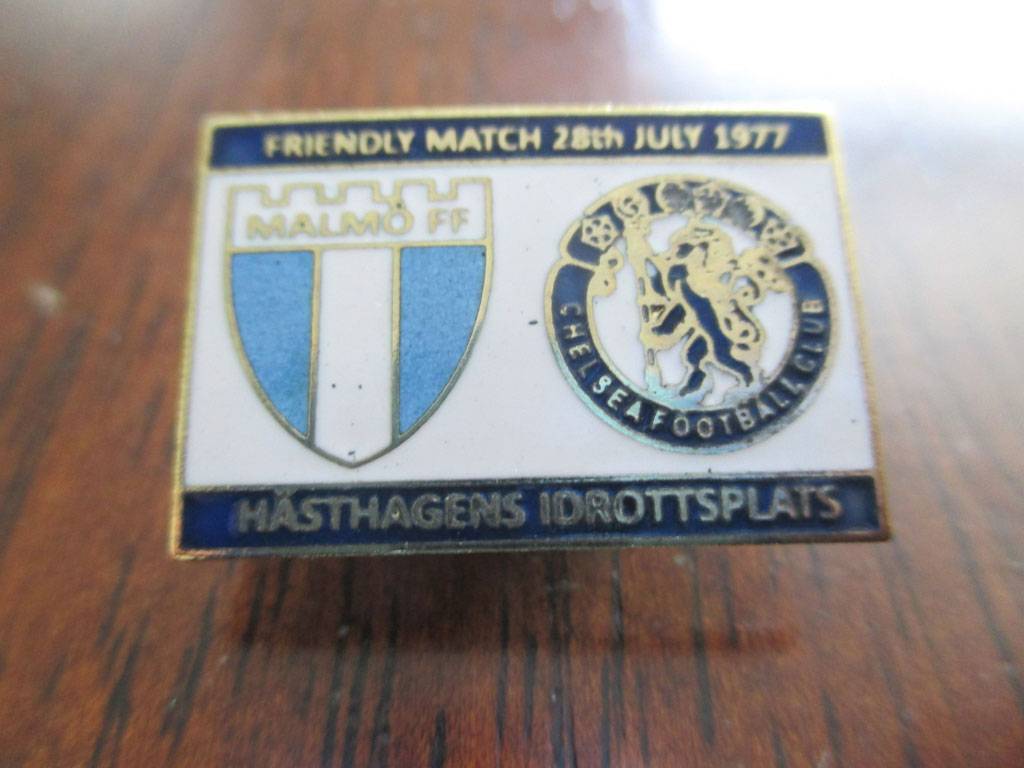 FRIENDLY MATCH 28th JULY 1977
MALMÖ FF
CHELSEA FOOTBALL CLUB
HÄSTHAGENS IDROTTSPLATS